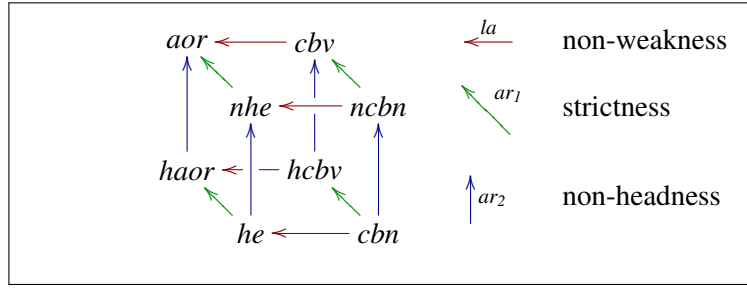 aor cbv la non-weakness
nhe ncbn ar1 strictness
haor hcbv ar2 non-headness
he cbn